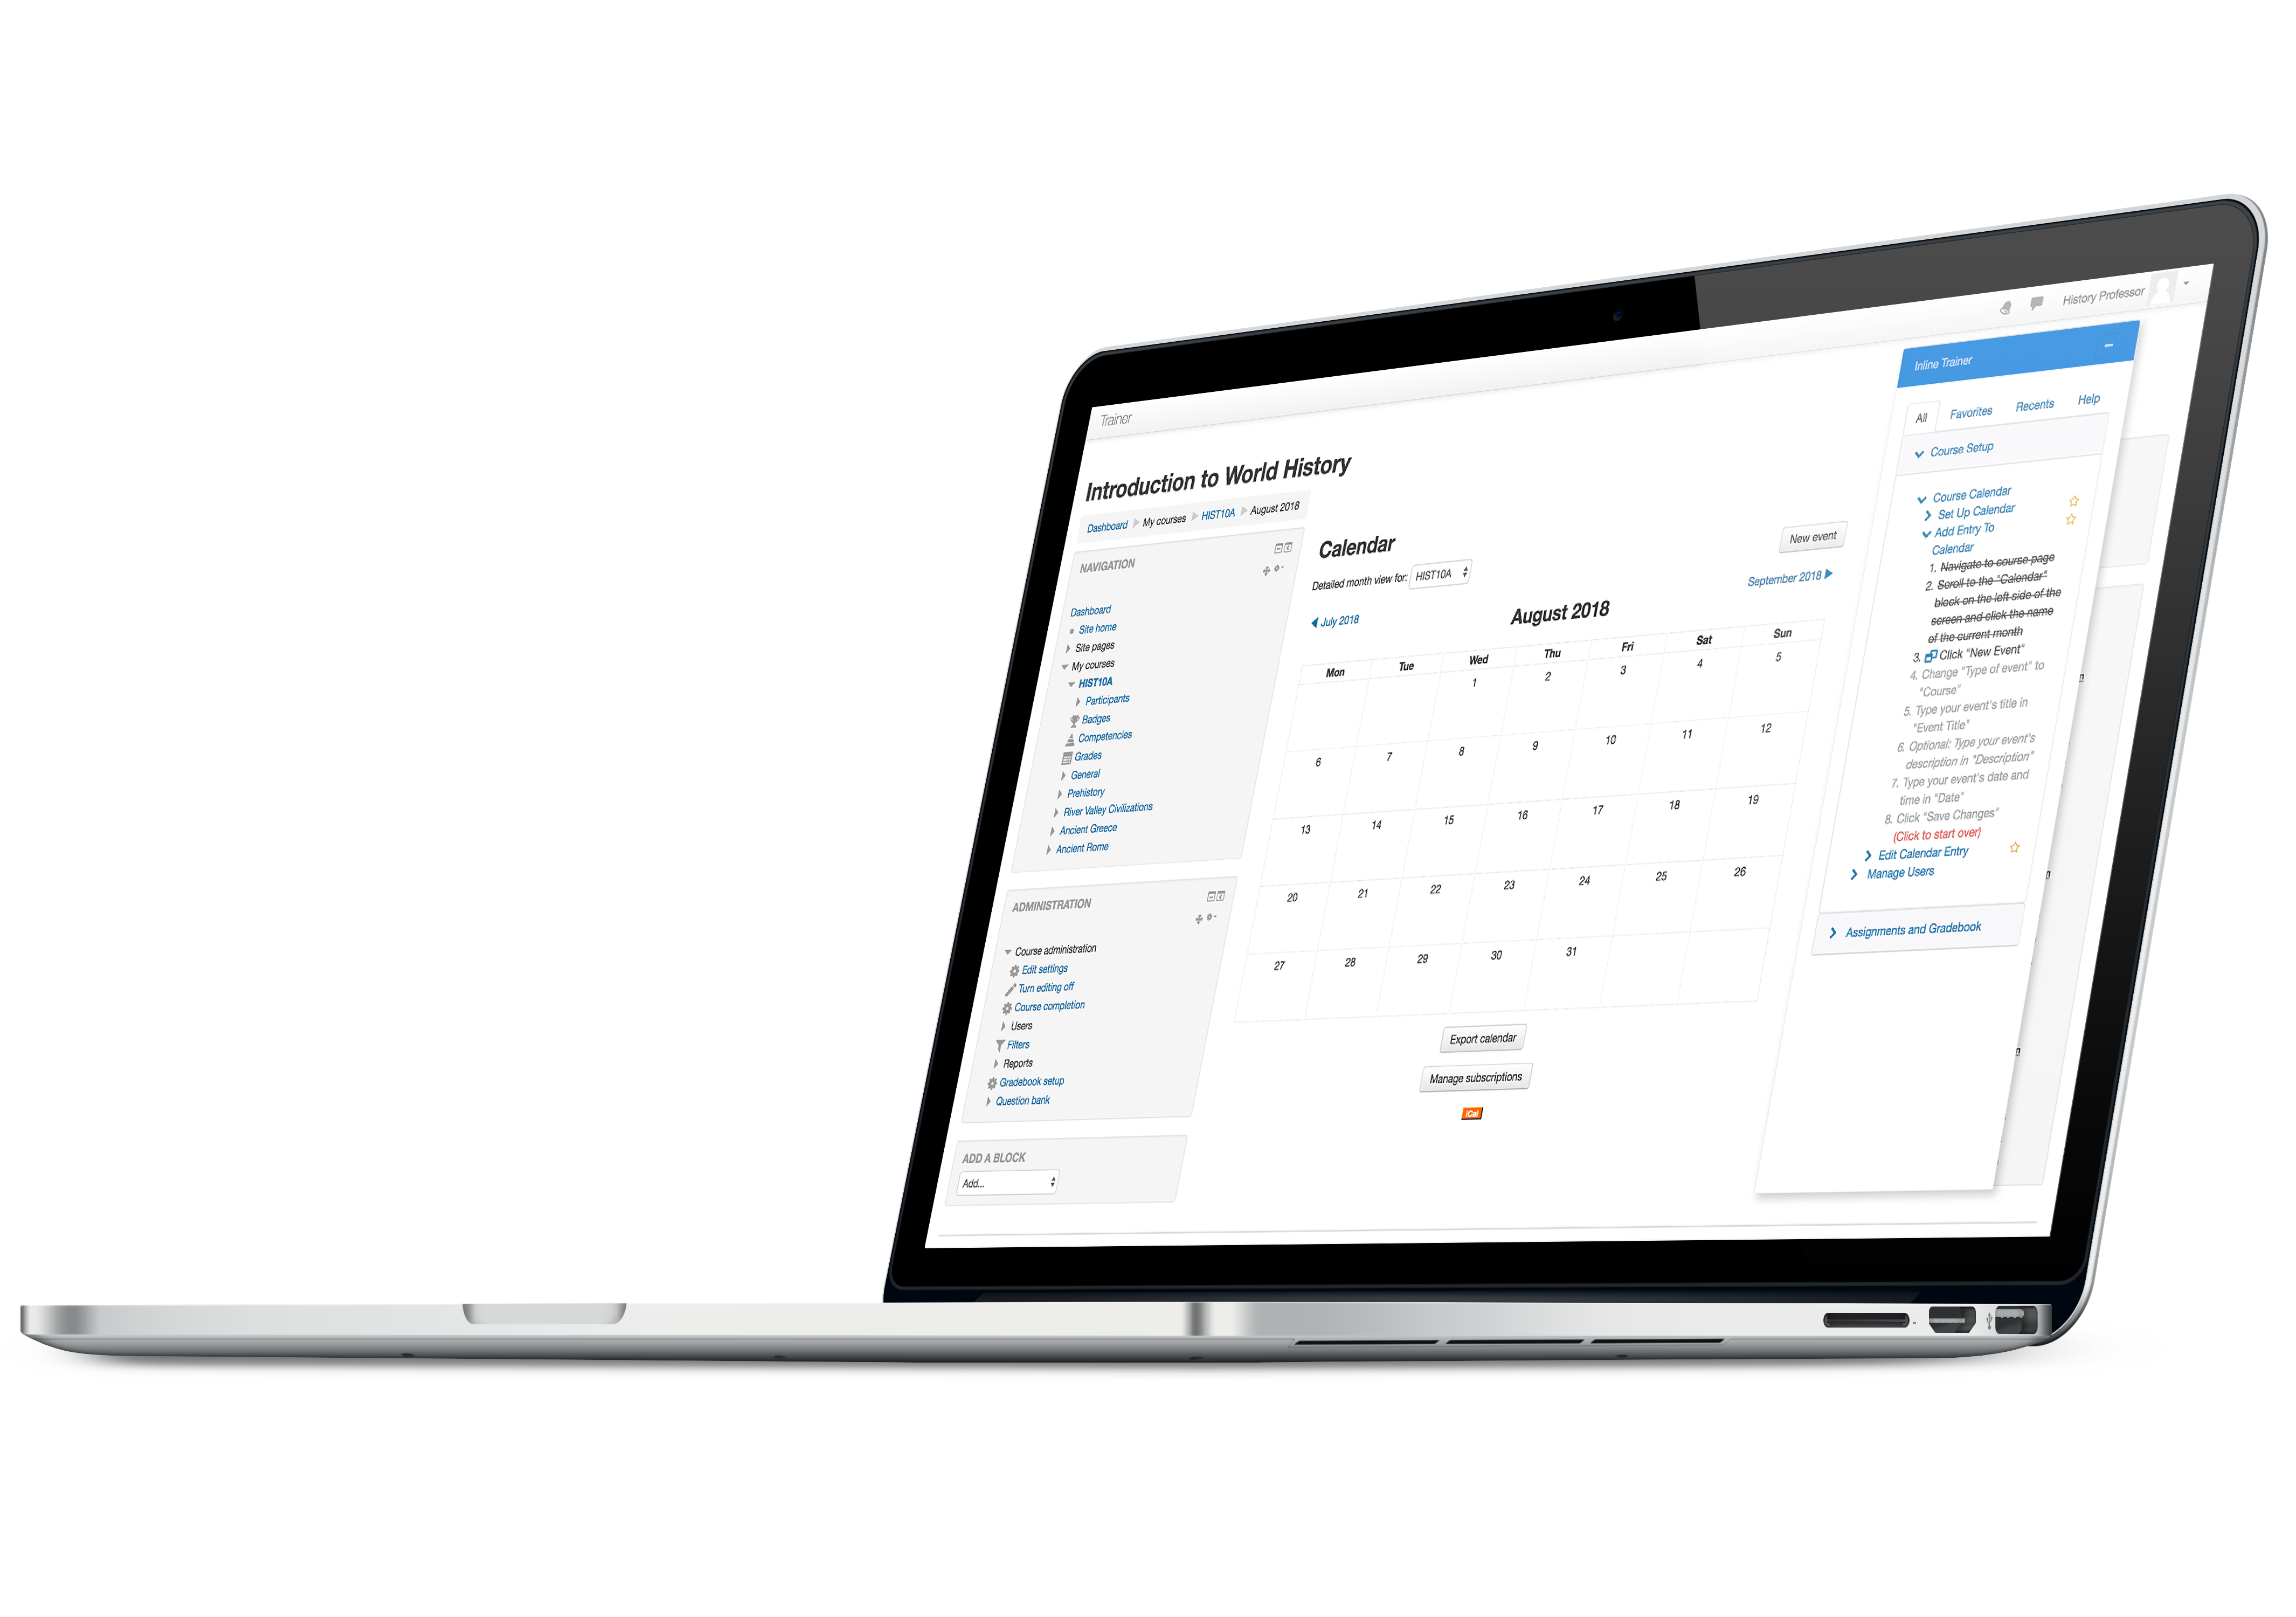 History Professor
Trainer
Introduction to World History
Dashboard My courses HIST10A August 2018
NAVIGATION
Dashboard
Site home
Site pages
My courses
HIST10A
Participants
Badges
Competencies
Grades
General
Prehistory
River Valley Civilizations
Ancient Greece
Ancient Rome
ADMINISTRATION
Course administration
Edit settings
Turn editing off
Course completion
Users
Filters
Reports
Gradebook setup
Question bank
ADD A BLOCK
Add...
Calendar
New event
Detailed month view for: HIST10A
July 2018
August 2018
September 2018
Mon Tue Wed Thu Fri Sat Sun
1 2 3 4 5
6 7 8 9 10 11 12
13 14 15 16 17 18 19
20 21 22 23 24 25 26
27 28 29 30 31
Export calendar
Manage subscriptions
iCal
Inline Trainer
All Favorites Recents Help
Course Setup
Course Calendar
Set Up Calendar
Add Entry To
Calendar
1. Navigate to course page
2. Scroll to the "Calendar"
block on the left side of the
screen and click the name
of the current month
3. Click "New Event"
4. Change "Type of event" to
"Course"
5. Type your event's title in
"Event Title"
6. Optional: Type your event's
description in "Description"
7. Type your event's date and
time in "Date"
8. Click "Save Changes"
(Click to start over)
Edit Calendar Entry
Manage Users
Assignments and Gradebook